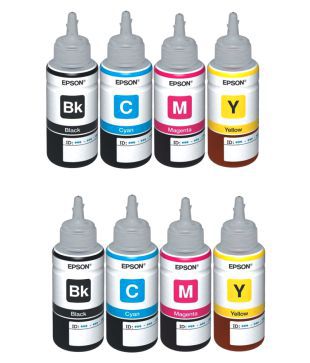 EPSON EPSON EPSON EPSON
Bk C M Y
Black Cyan Magenta Yellow
ID: ID: ID: ID:
EPSON EPSON EPSON EPSON
Bk C M Y
Black Cyan Magenta Yellow
ID: ID: ID: ID: